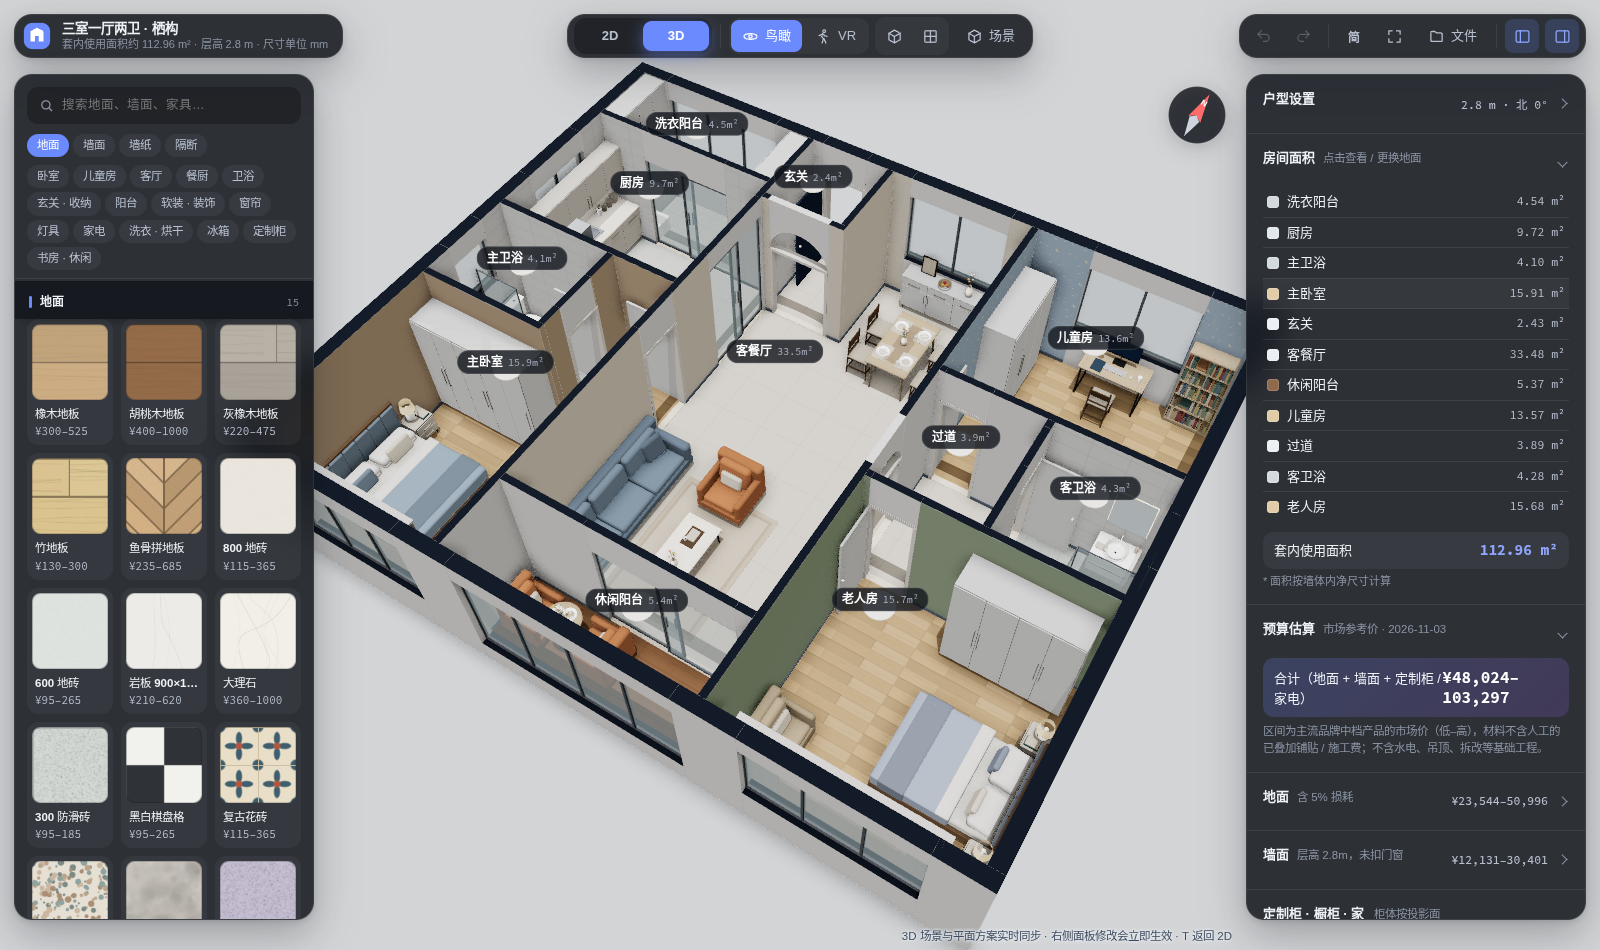 三室一厅两卫 · 栖构
套内使用面积约 112.96 m² · 层高 2.8 m · 尺寸单位 mm
2D
3D
鸟瞰
VR
场景
简
文件
搜索地面、墙面、家具…
地面
墙面
墙纸
隔断
卧室
儿童房
客厅
餐厨
卫浴
玄关 · 收纳
阳台
软装 · 装饰
窗帘
灯具
家电
洗衣 · 烘干
冰箱
定制柜
书房 · 休闲
地面
15
橡木地板
¥300–525
胡桃木地板
¥400–1000
灰橡木地板
¥220–475
竹地板
¥130–300
鱼骨拼地板
¥235–685
800 地砖
¥115–365
600 地砖
¥95–265
岩板 900×1…
¥210–620
大理石
¥360–1000
300 防滑砖
¥95–185
黑白棋盘格
¥95–265
复古花砖
¥115–365
洗衣阳台 4.5m²
玄关 2.4m²
厨房 9.7m²
主卫浴 4.1m²
儿童房 13.6m²
客餐厅 33.5m²
主卧室 15.9m²
过道 3.9m²
客卫浴 4.3m²
休闲阳台 5.4m²
老人房 15.7m²
3D 场景与平面方案实时同步 · 右侧面板修改会立即生效 · T 返回 2D
户型设置
2.8 m · 北 0°
房间面积 点击查看 / 更换地面
洗衣阳台 4.54 m²
厨房 9.72 m²
主卫浴 4.10 m²
主卧室 15.91 m²
玄关 2.43 m²
客餐厅 33.48 m²
休闲阳台 5.37 m²
儿童房 13.57 m²
过道 3.89 m²
客卫浴 4.28 m²
老人房 15.68 m²
套内使用面积 112.96 m²
* 面积按墙体内净尺寸计算
预算估算 市场参考价 · 2026-11-03
合计（地面 + 墙面 + 定制柜 / 家电）
¥48,024–103,297
区间为主流品牌中档产品的市场价（低–高），材料不含人工的
已叠加铺贴 / 施工费；不含水电、吊顶、拆改等基础工程。
地面 含 5% 损耗 ¥23,544–50,996
墙面 层高 2.8m，未扣门窗 ¥12,131–30,401
定制柜 · 橱柜 · 家 柜体按投影面